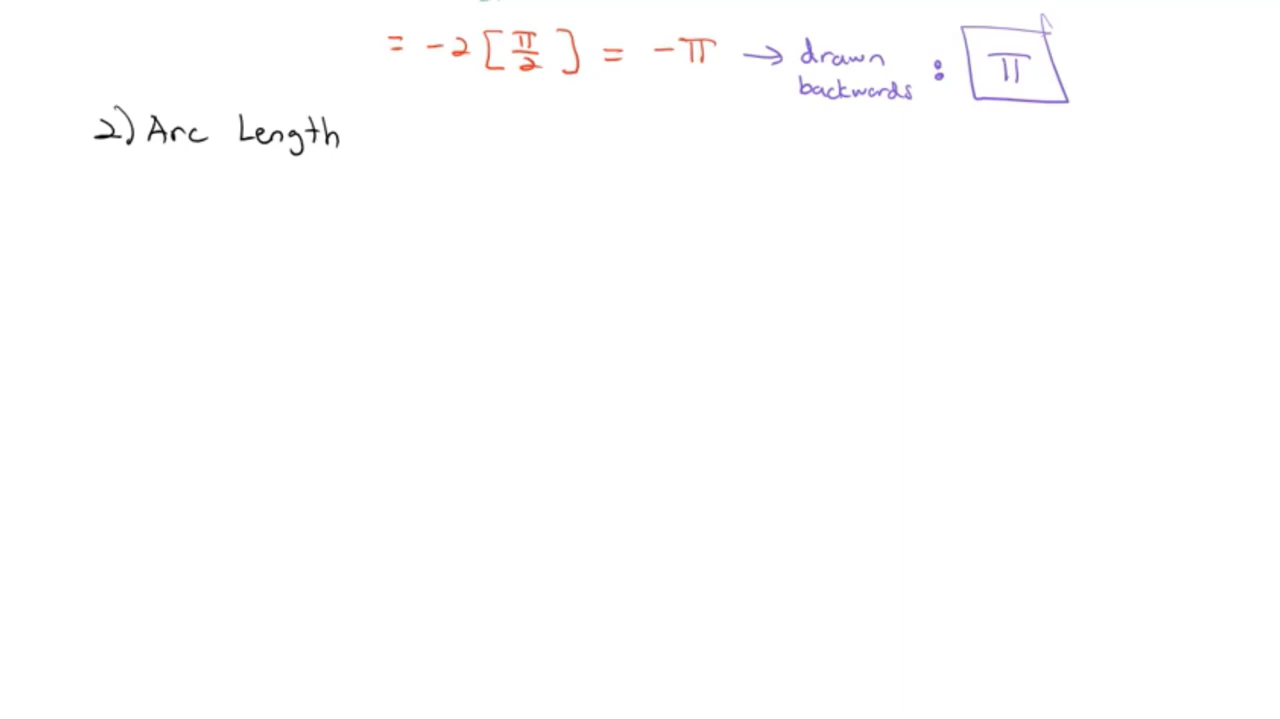 = -2 [π/2] = -π → drawn backwards : π
2) Arc Length